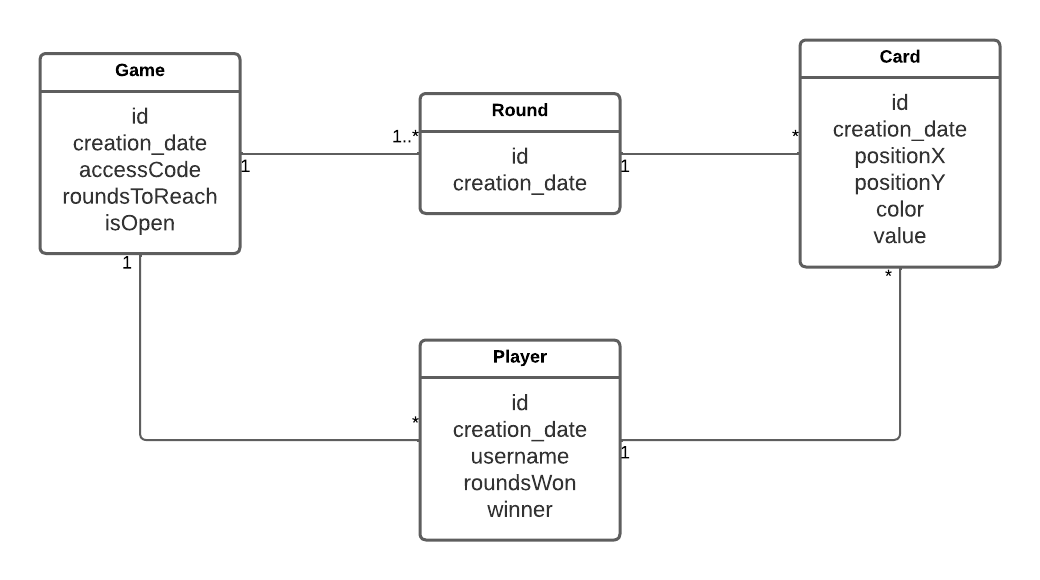 Game
id
creation_date
accessCode
roundsToReach
isOpen
1
1..*
Round
id
creation_date
1
*
Card
id
creation_date
positionX
positionY
color
value
1
*
*
Player
id
creation_date
username
roundsWon
winner
1